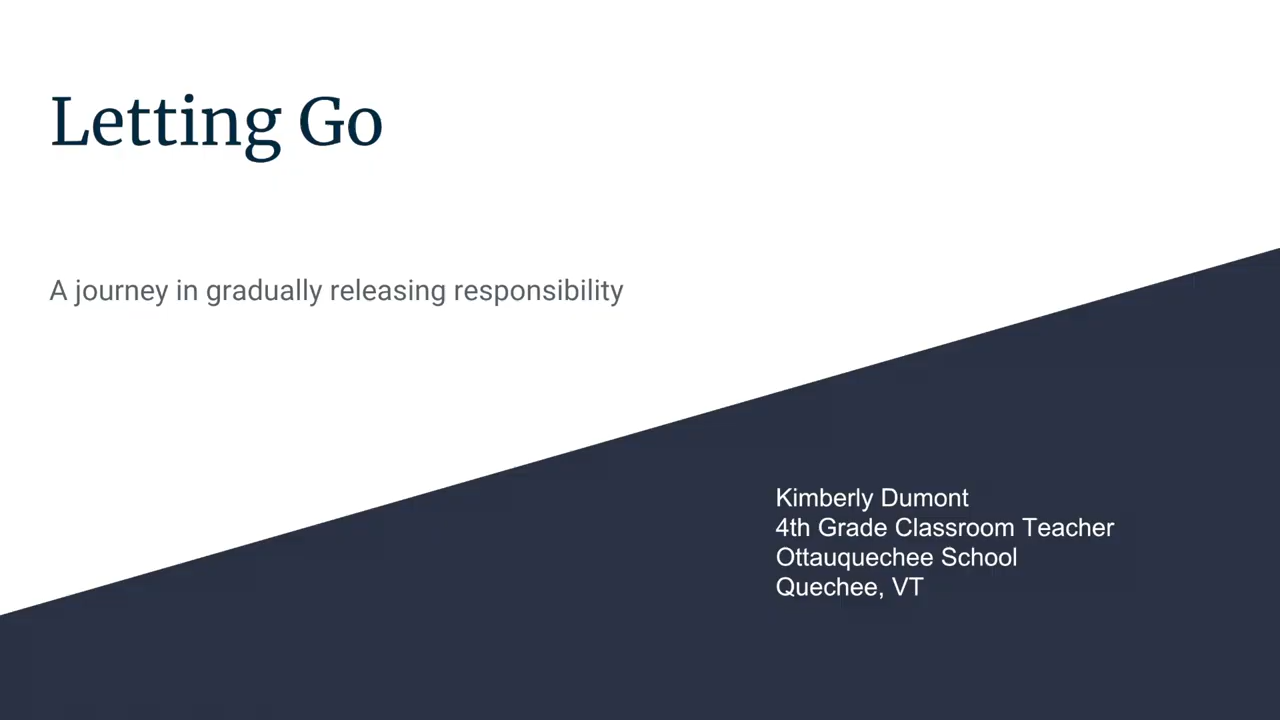 Letting Go
A journey in gradually releasing responsibility
Kimberly Dumont
4th Grade Classroom Teacher
Ottauquechee School
Quechee, VT